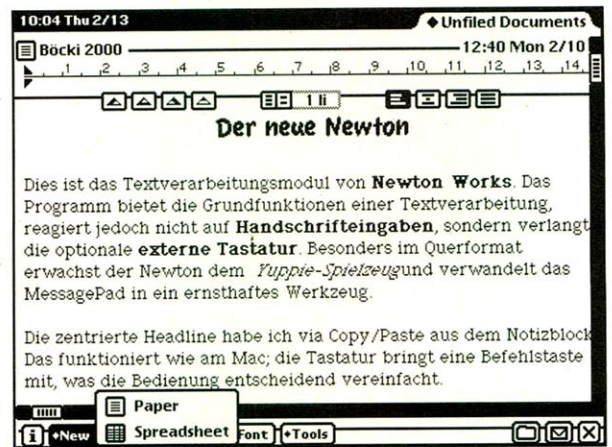 10:04 Thu 2/13 ◆Unfiled Documents
Böcki 2000 12:40 Mon 2/10
1 2 3 4 5 6 7 8 9 10 11 12 13 14
1 li
Der neue Newton
Dies ist das Textverarbeitungsmodul von Newton Works. Das
Programm bietet die Grundfunktionen einer Textverarbeitung,
reagiert jedoch nicht auf Handschrifteingaben, sondern verlangt
die optionale externe Tastatur. Besonders im Querformat
erwachst der Newton dem Yuppie-Spielzeugund verwandelt das
MessagePad in ein ernsthaftes Werkzeug.
Die zentrierte Headline habe ich via Copy/Paste aus dem Notizblock
Das funktioniert wie am Mac; die Tastatur bringt eine Befehlstaste
mit, was die Bedienung entscheidend vereinfacht.
Paper
Spreadsheet
i ◆New Font ◆Tools X